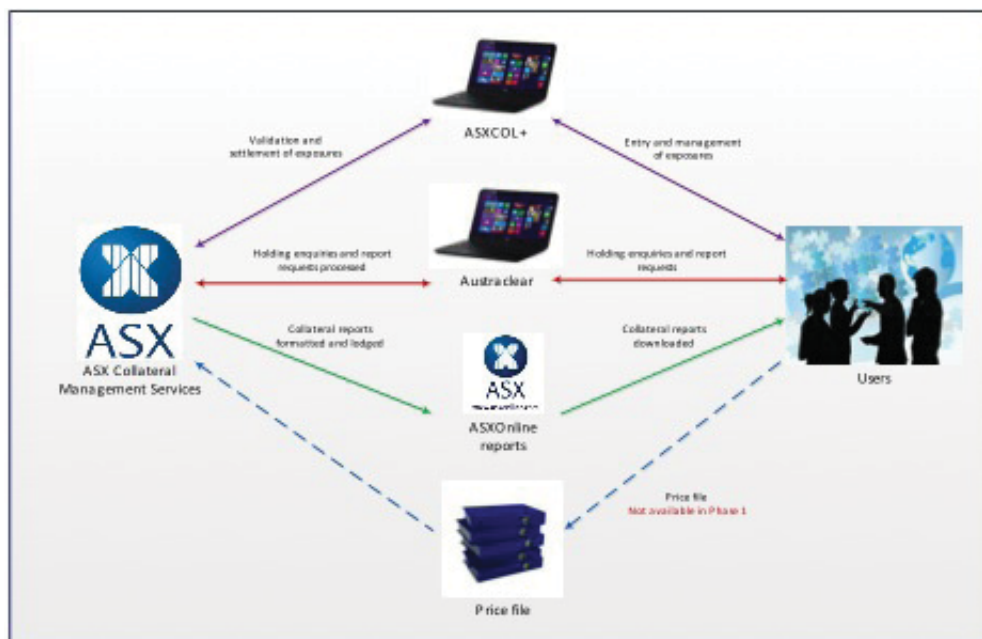 ASXCOL+
Validation and
settlement of exposures
Entry and management
of exposures
Holding enquiries and report
requests processed
Holding enquiries and report
requests
Austraclear
ASX
ASX Collateral
Management Services
Collateral reports
formatted and lodged
Collateral reports
downloaded
ASX
ASXOnline
reports
Users
Price file
Not available in Phase 1
Price file